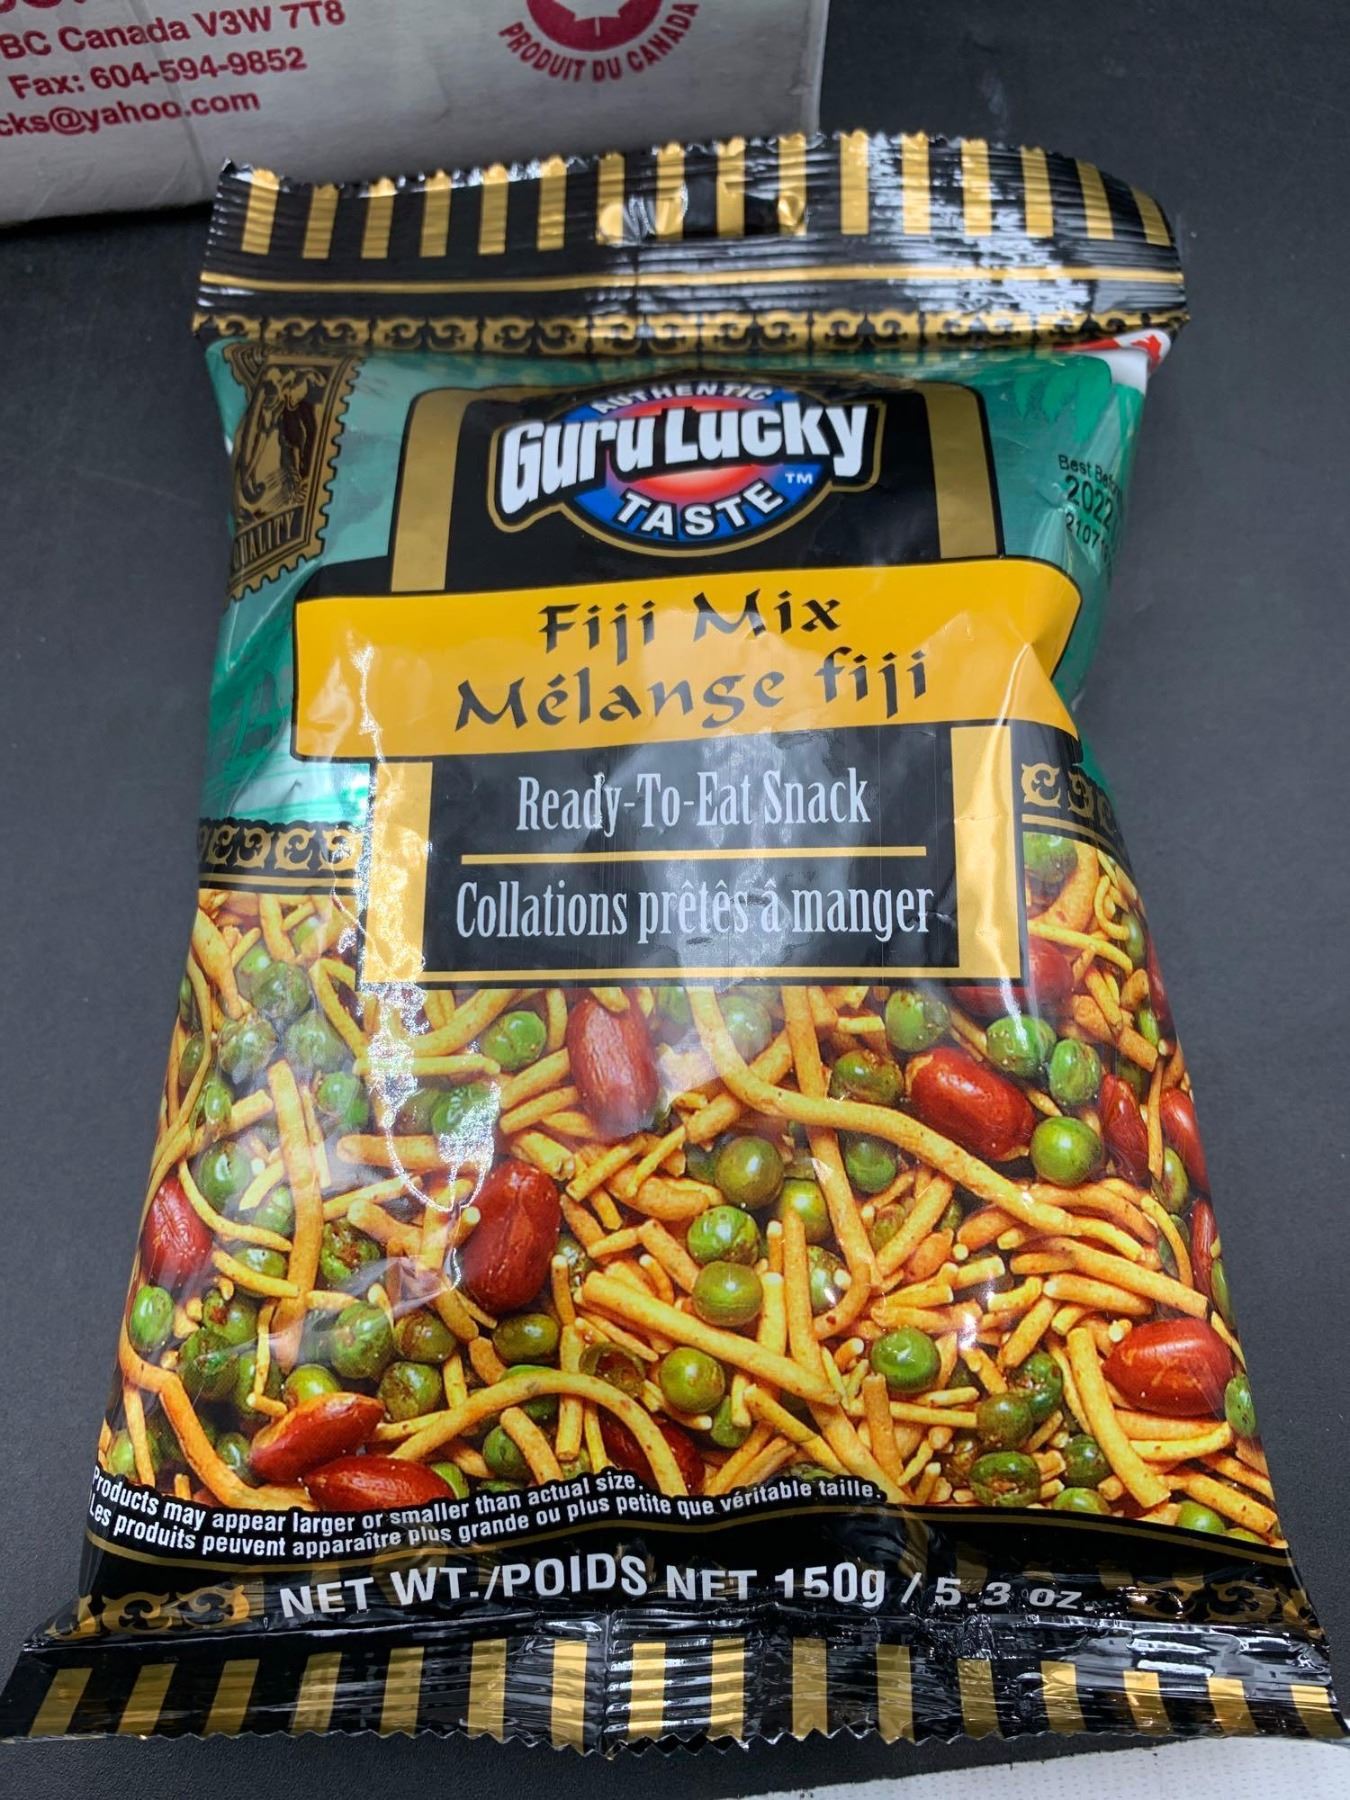 BC Canada V3W 7T8
Fax: 604-594-9852
cks@yahoo.com
PRODUIT DU CANADA
AUTHENTIC
Guru Lucky
TASTE™
QUALITY
Best Before
2022
Fiji Mix
Mélange fiji
Ready-To-Eat Snack
Collations prêtês â manger
Products may appear larger or smaller than actual size.
Les produits peuvent apparaître plus grande ou plus petite que véritable taille.
NET WT./POIDS NET 150g / 5.3 oz.